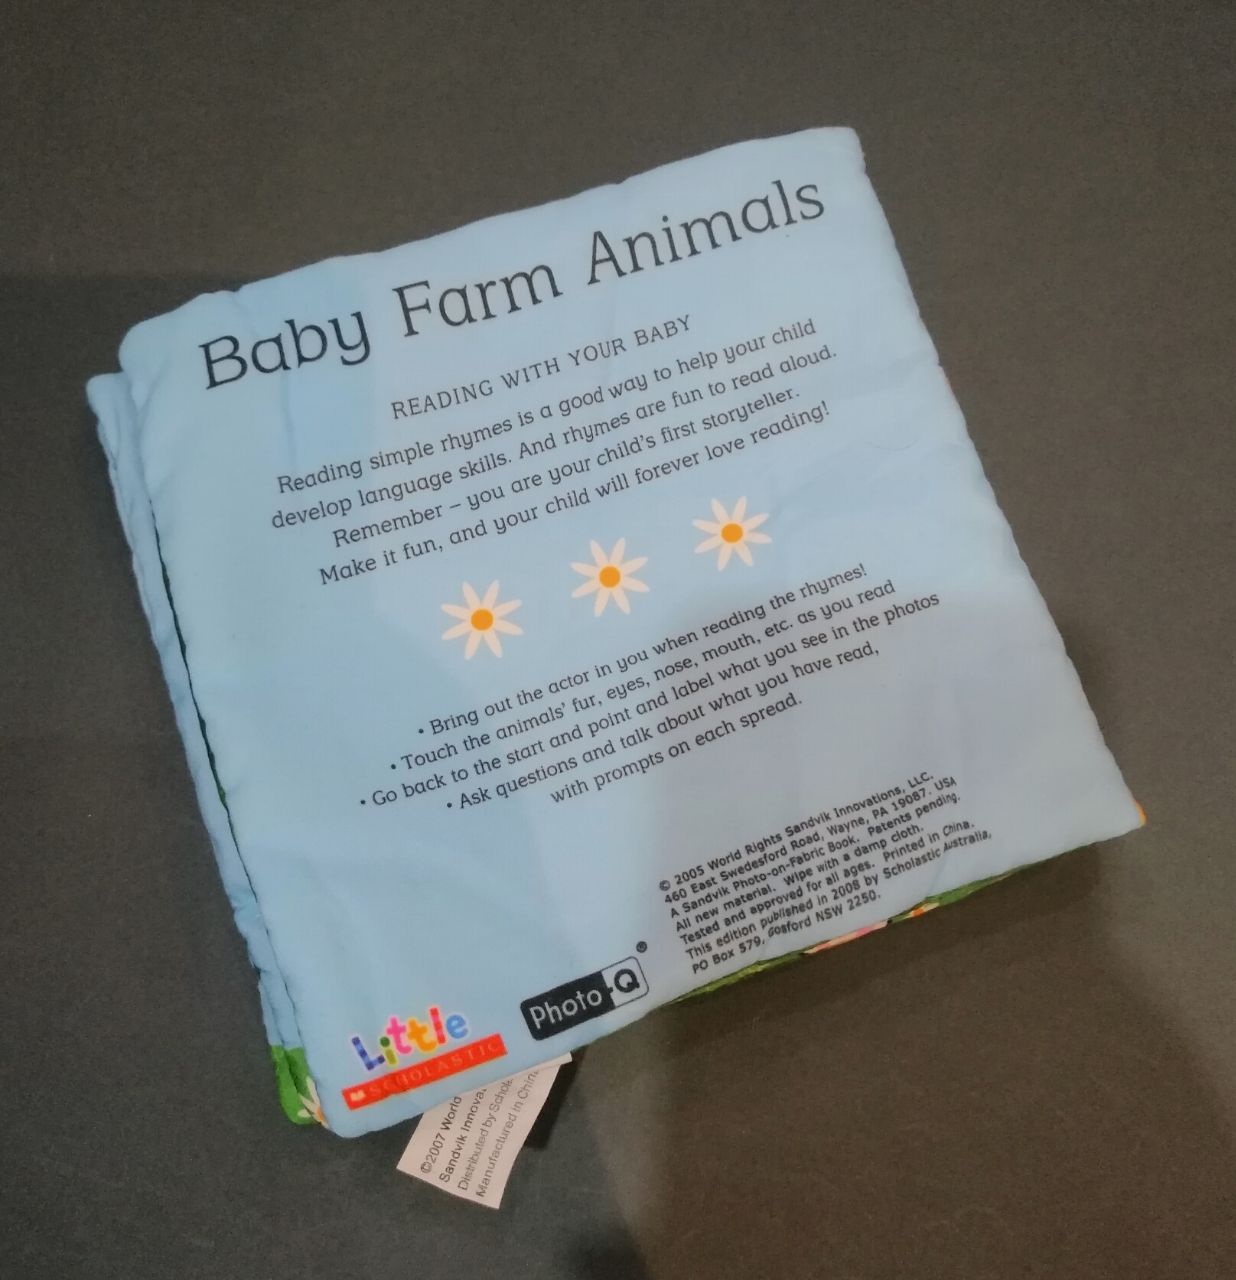 Baby Farm Animals
READING WITH YOUR BABY
Reading simple rhymes is a good way to help your child
develop language skills. And rhymes are fun to read aloud.
Remember – you are your child's first storyteller.
Make it fun, and your child will forever love reading!
• Bring out the actor in you when reading the rhymes!
• Touch the animals' fur, eyes, nose, mouth, etc. as you read
• Go back to the start and point and label what you see in the photos
• Ask questions and talk about what you have read,
with prompts on each spread.
© 2005 World Rights Sandvik Innovations, LLC.
460 East Swedesford Road, Wayne, PA 19087. USA
A Sandvik Photo-on-Fabric Book. Patents pending.
All new material. Wipe with a damp cloth.
Tested and approved for all ages. Printed in China.
This edition published in 2008 by Scholastic Australia,
PO Box 579, Gosford NSW 2250.
Photo-Q®
Little
SCHOLASTIC
©2007 World
Sandvik Innova
Distributed by Schol
Manufactured in China